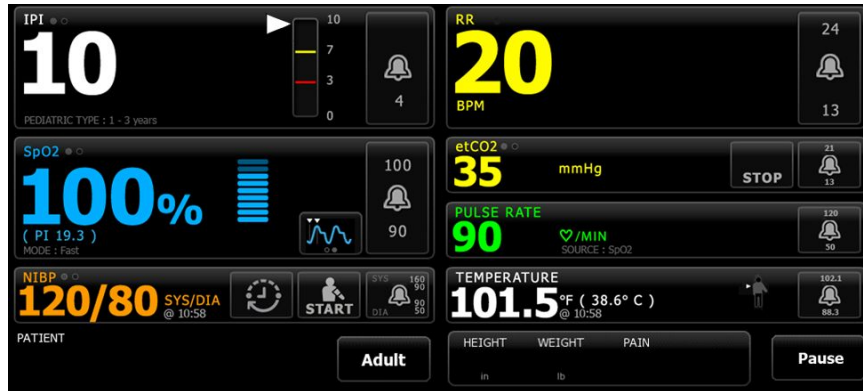 IPI
10
10
7
3
0
4
PEDIATRIC TYPE : 1 - 3 years
RR
20
BPM
24
13
SpO2
100%
( PI 19.3 )
MODE : Fast
100
90
etCO2
35
mmHg
STOP
21
13
PULSE RATE
90
/MIN
SOURCE : SpO2
120
50
NIBP
120/80
SYS/DIA
@ 10:58
START
SYS 160
90
90
DIA 50
TEMPERATURE
101.5°F ( 38.6° C )
@ 10:58
102.1
88.3
PATIENT
Adult
HEIGHT WEIGHT PAIN
in lb
Pause